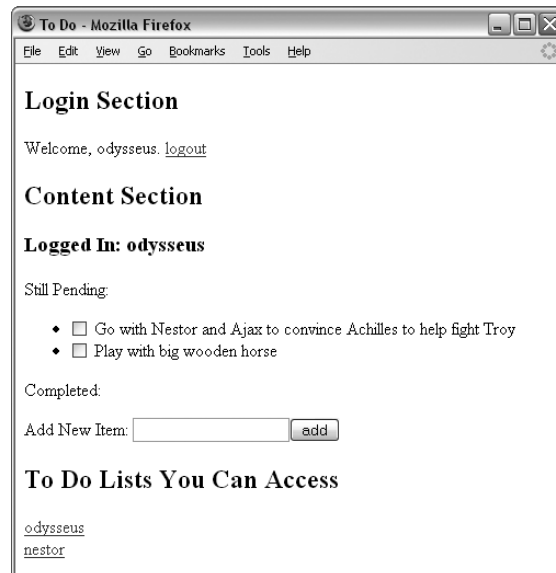 To Do - Mozilla Firefox
File Edit View Go Bookmarks Tools Help
Login Section
Welcome, odysseus. logout
Content Section
Logged In: odysseus
Still Pending:
Go with Nestor and Ajax to convince Achilles to help fight Troy
Play with big wooden horse
Completed:
Add New Item: add
To Do Lists You Can Access
odysseus
nestor